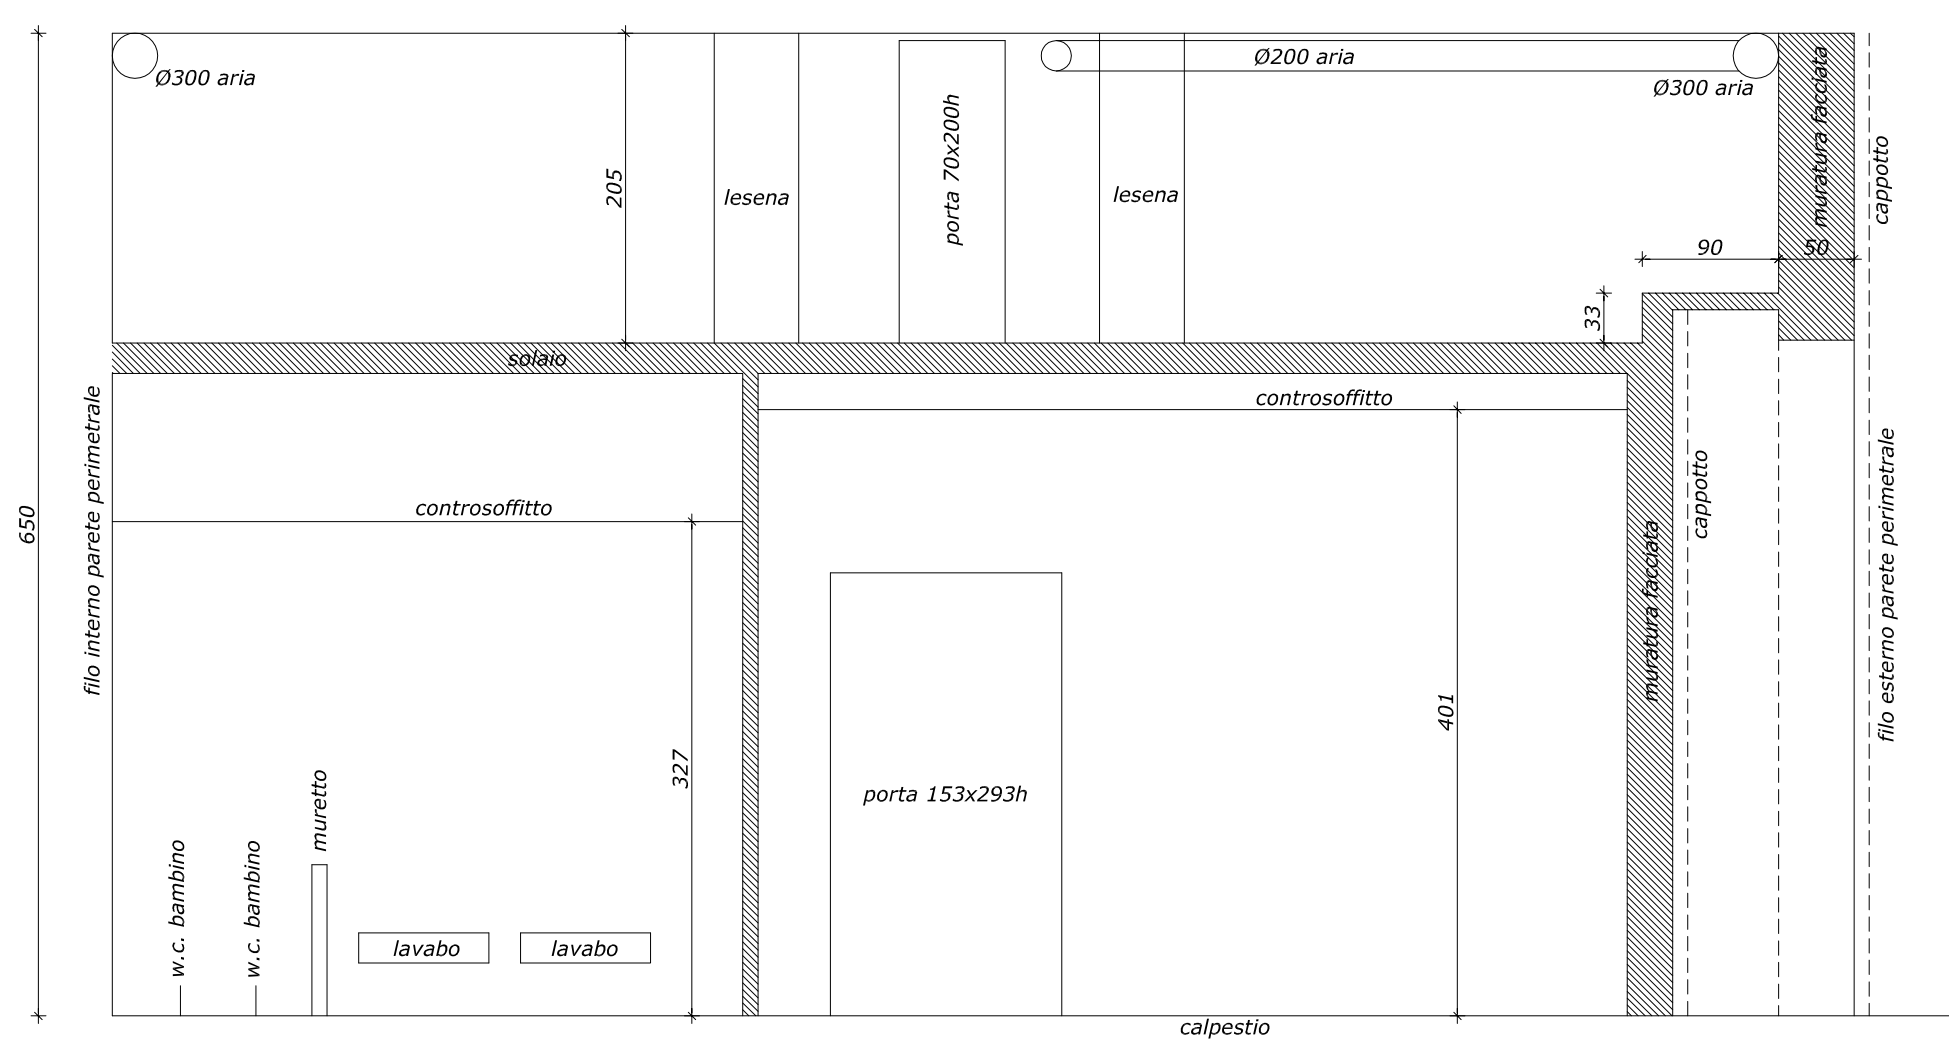 Ø300 aria
Ø200 aria
Ø300 aria
muratura facciata
cappotto
porta 70x200h
205
lesena
lesena
90
50
33
solaio
filo interno parete perimetrale
controsoffitto
controsoffitto
650
cappotto
filo esterno parete perimetrale
muratura facciata
401
327
muretto
porta 153x293h
w.c. bambino
w.c. bambino
lavabo
lavabo
calpestio